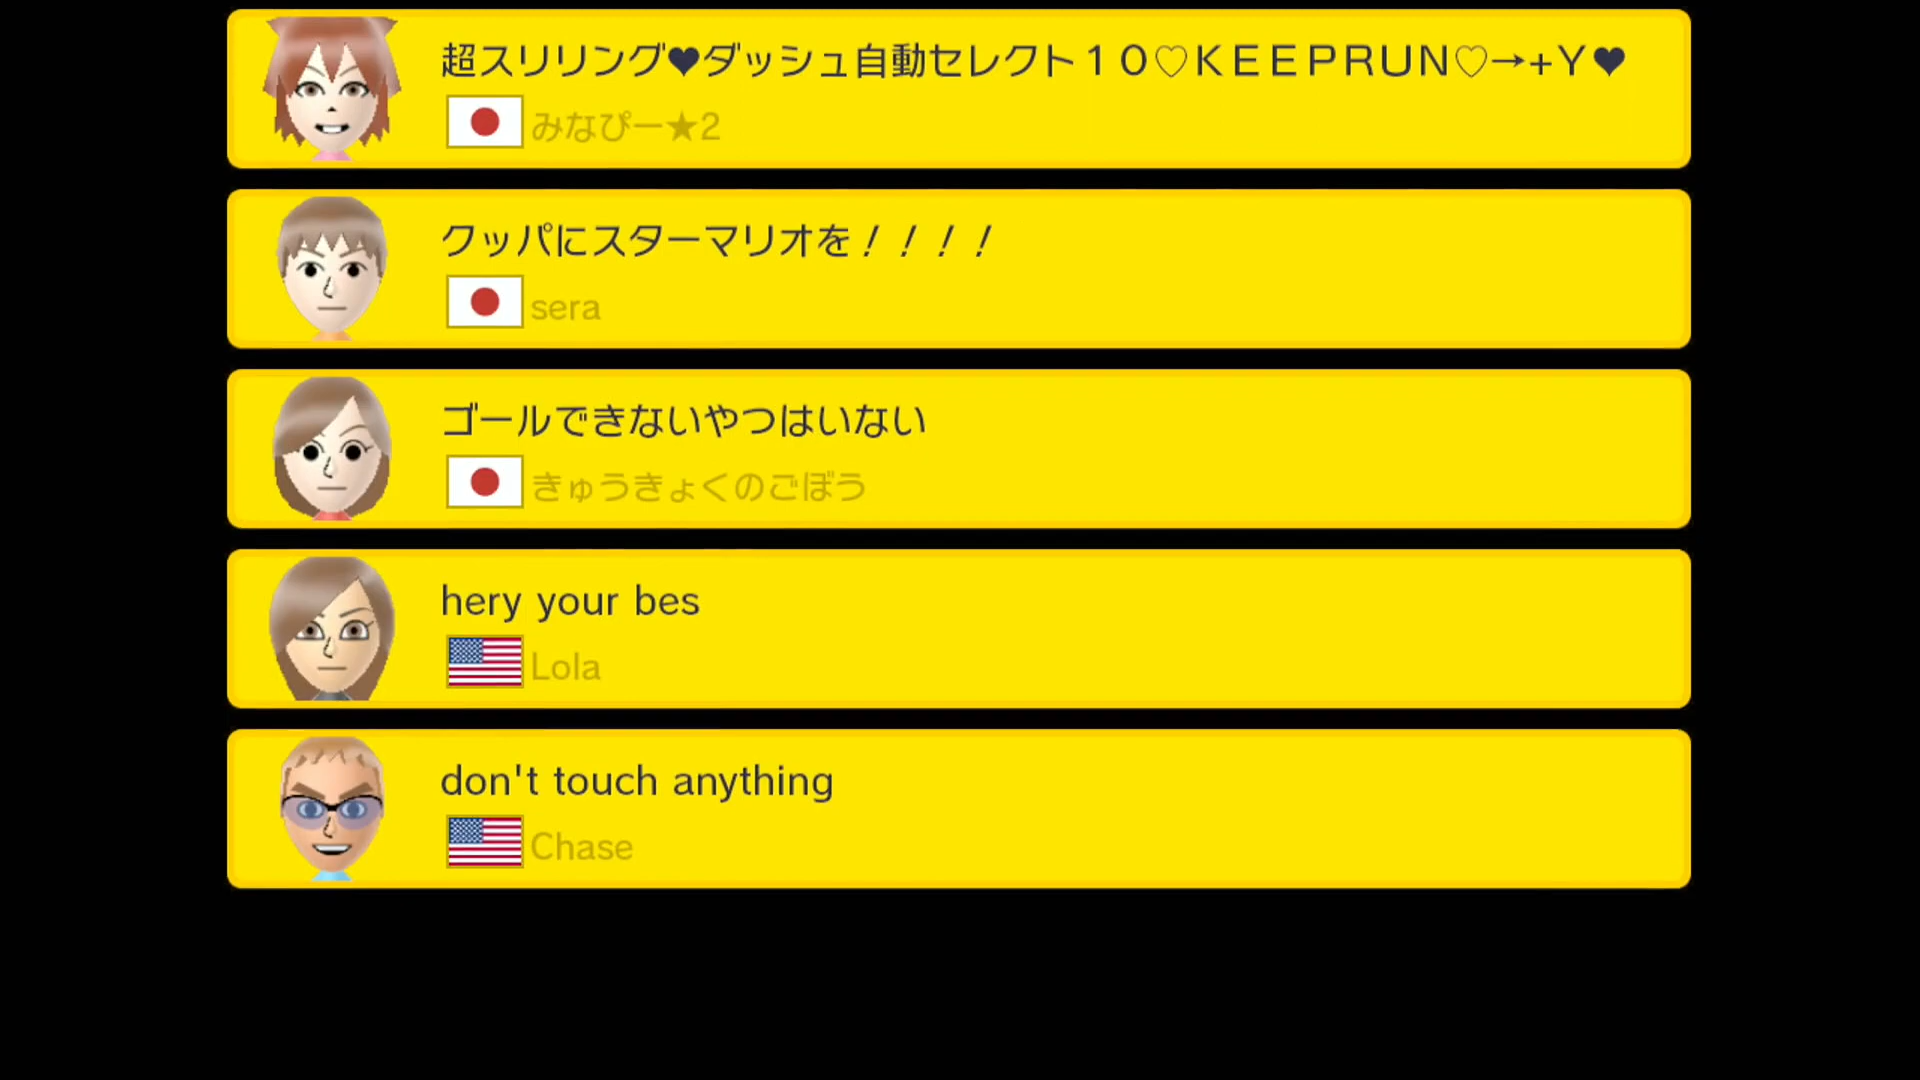 超スリリング♥ダッシュ自動セレクト１０♡ＫＥＥＰＲＵＮ♡→+Ｙ♥
みなぴー★2
クッパにスターマリオを！！！！
sera
ゴールできないやつはいない
きゅうきょくのごぼう
hery your bes
Lola
don't touch anything
Chase